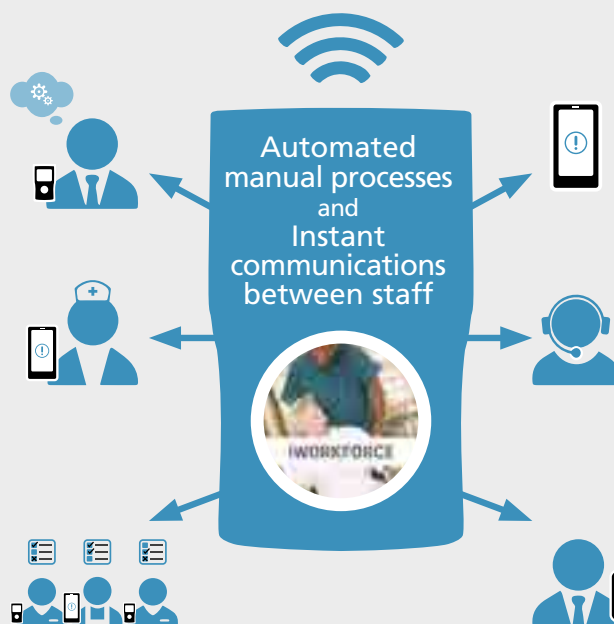 Automated
manual processes
and
Instant
communications
between staff
iWORKFORCE